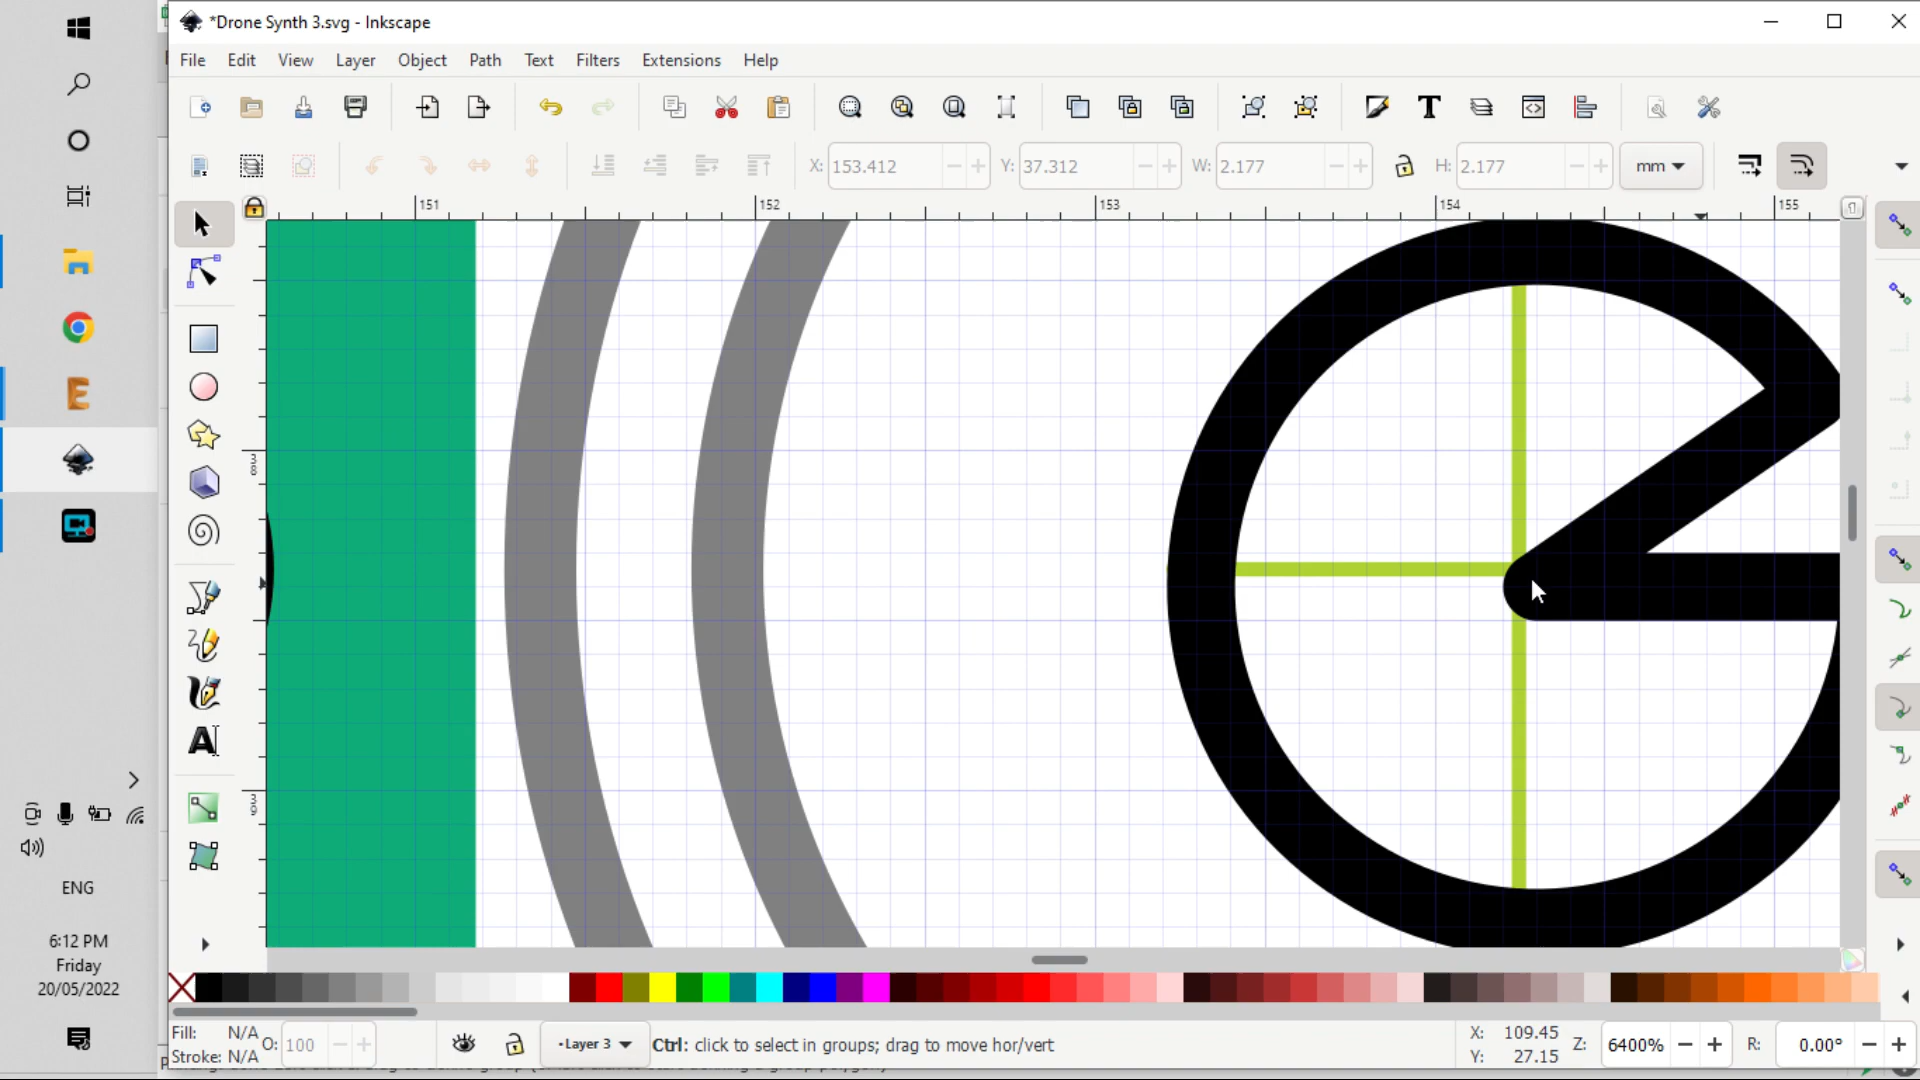 *Drone Synth 3.svg - Inkscape
File Edit View Layer Object Path Text Filters Extensions Help
X: 153.412 Y: 37.312 W: 2.177 H: 2.177 mm
151 152 153 154 155
38
39
ENG
6:12 PM
Friday
20/05/2022
Fill: N/A
Stroke: N/A
O: 100
Layer 3
Ctrl: click to select in groups; drag to move hor/vert
X: 109.45
Y: 27.15
Z: 6400%
R: 0.00°